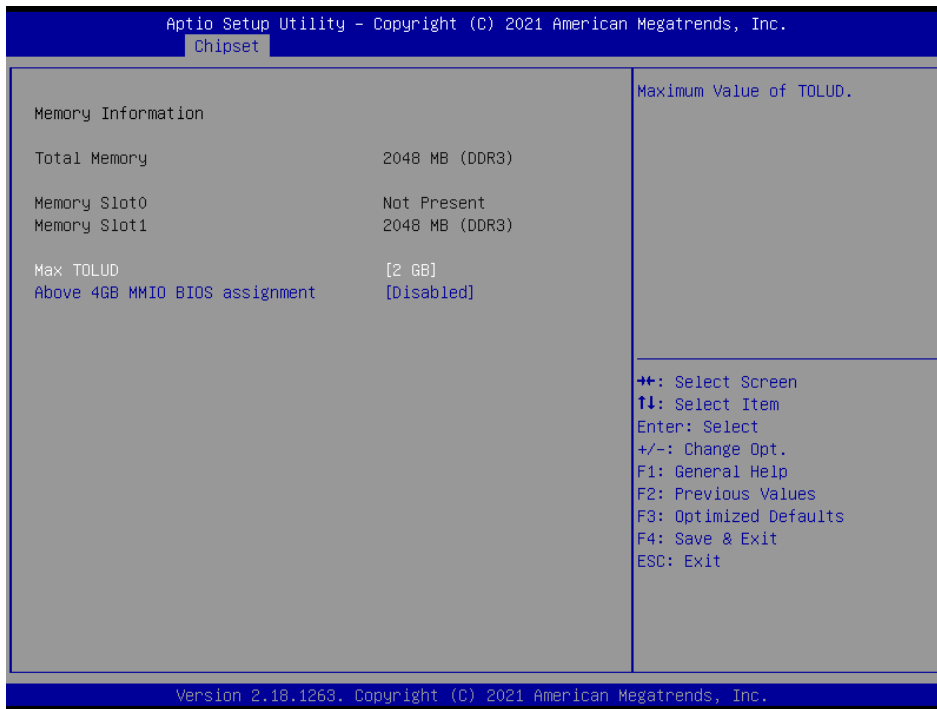 Aptio Setup Utility – Copyright (C) 2021 American Megatrends, Inc.
Chipset
Memory Information
Total Memory 2048 MB (DDR3)
Memory Slot0 Not Present
Memory Slot1 2048 MB (DDR3)
Max TOLUD [2 GB]
Above 4GB MMIO BIOS assignment [Disabled]
Maximum Value of TOLUD.
→←: Select Screen
↑↓: Select Item
Enter: Select
+/-: Change Opt.
F1: General Help
F2: Previous Values
F3: Optimized Defaults
F4: Save & Exit
ESC: Exit
Version 2.18.1263. Copyright (C) 2021 American Megatrends, Inc.